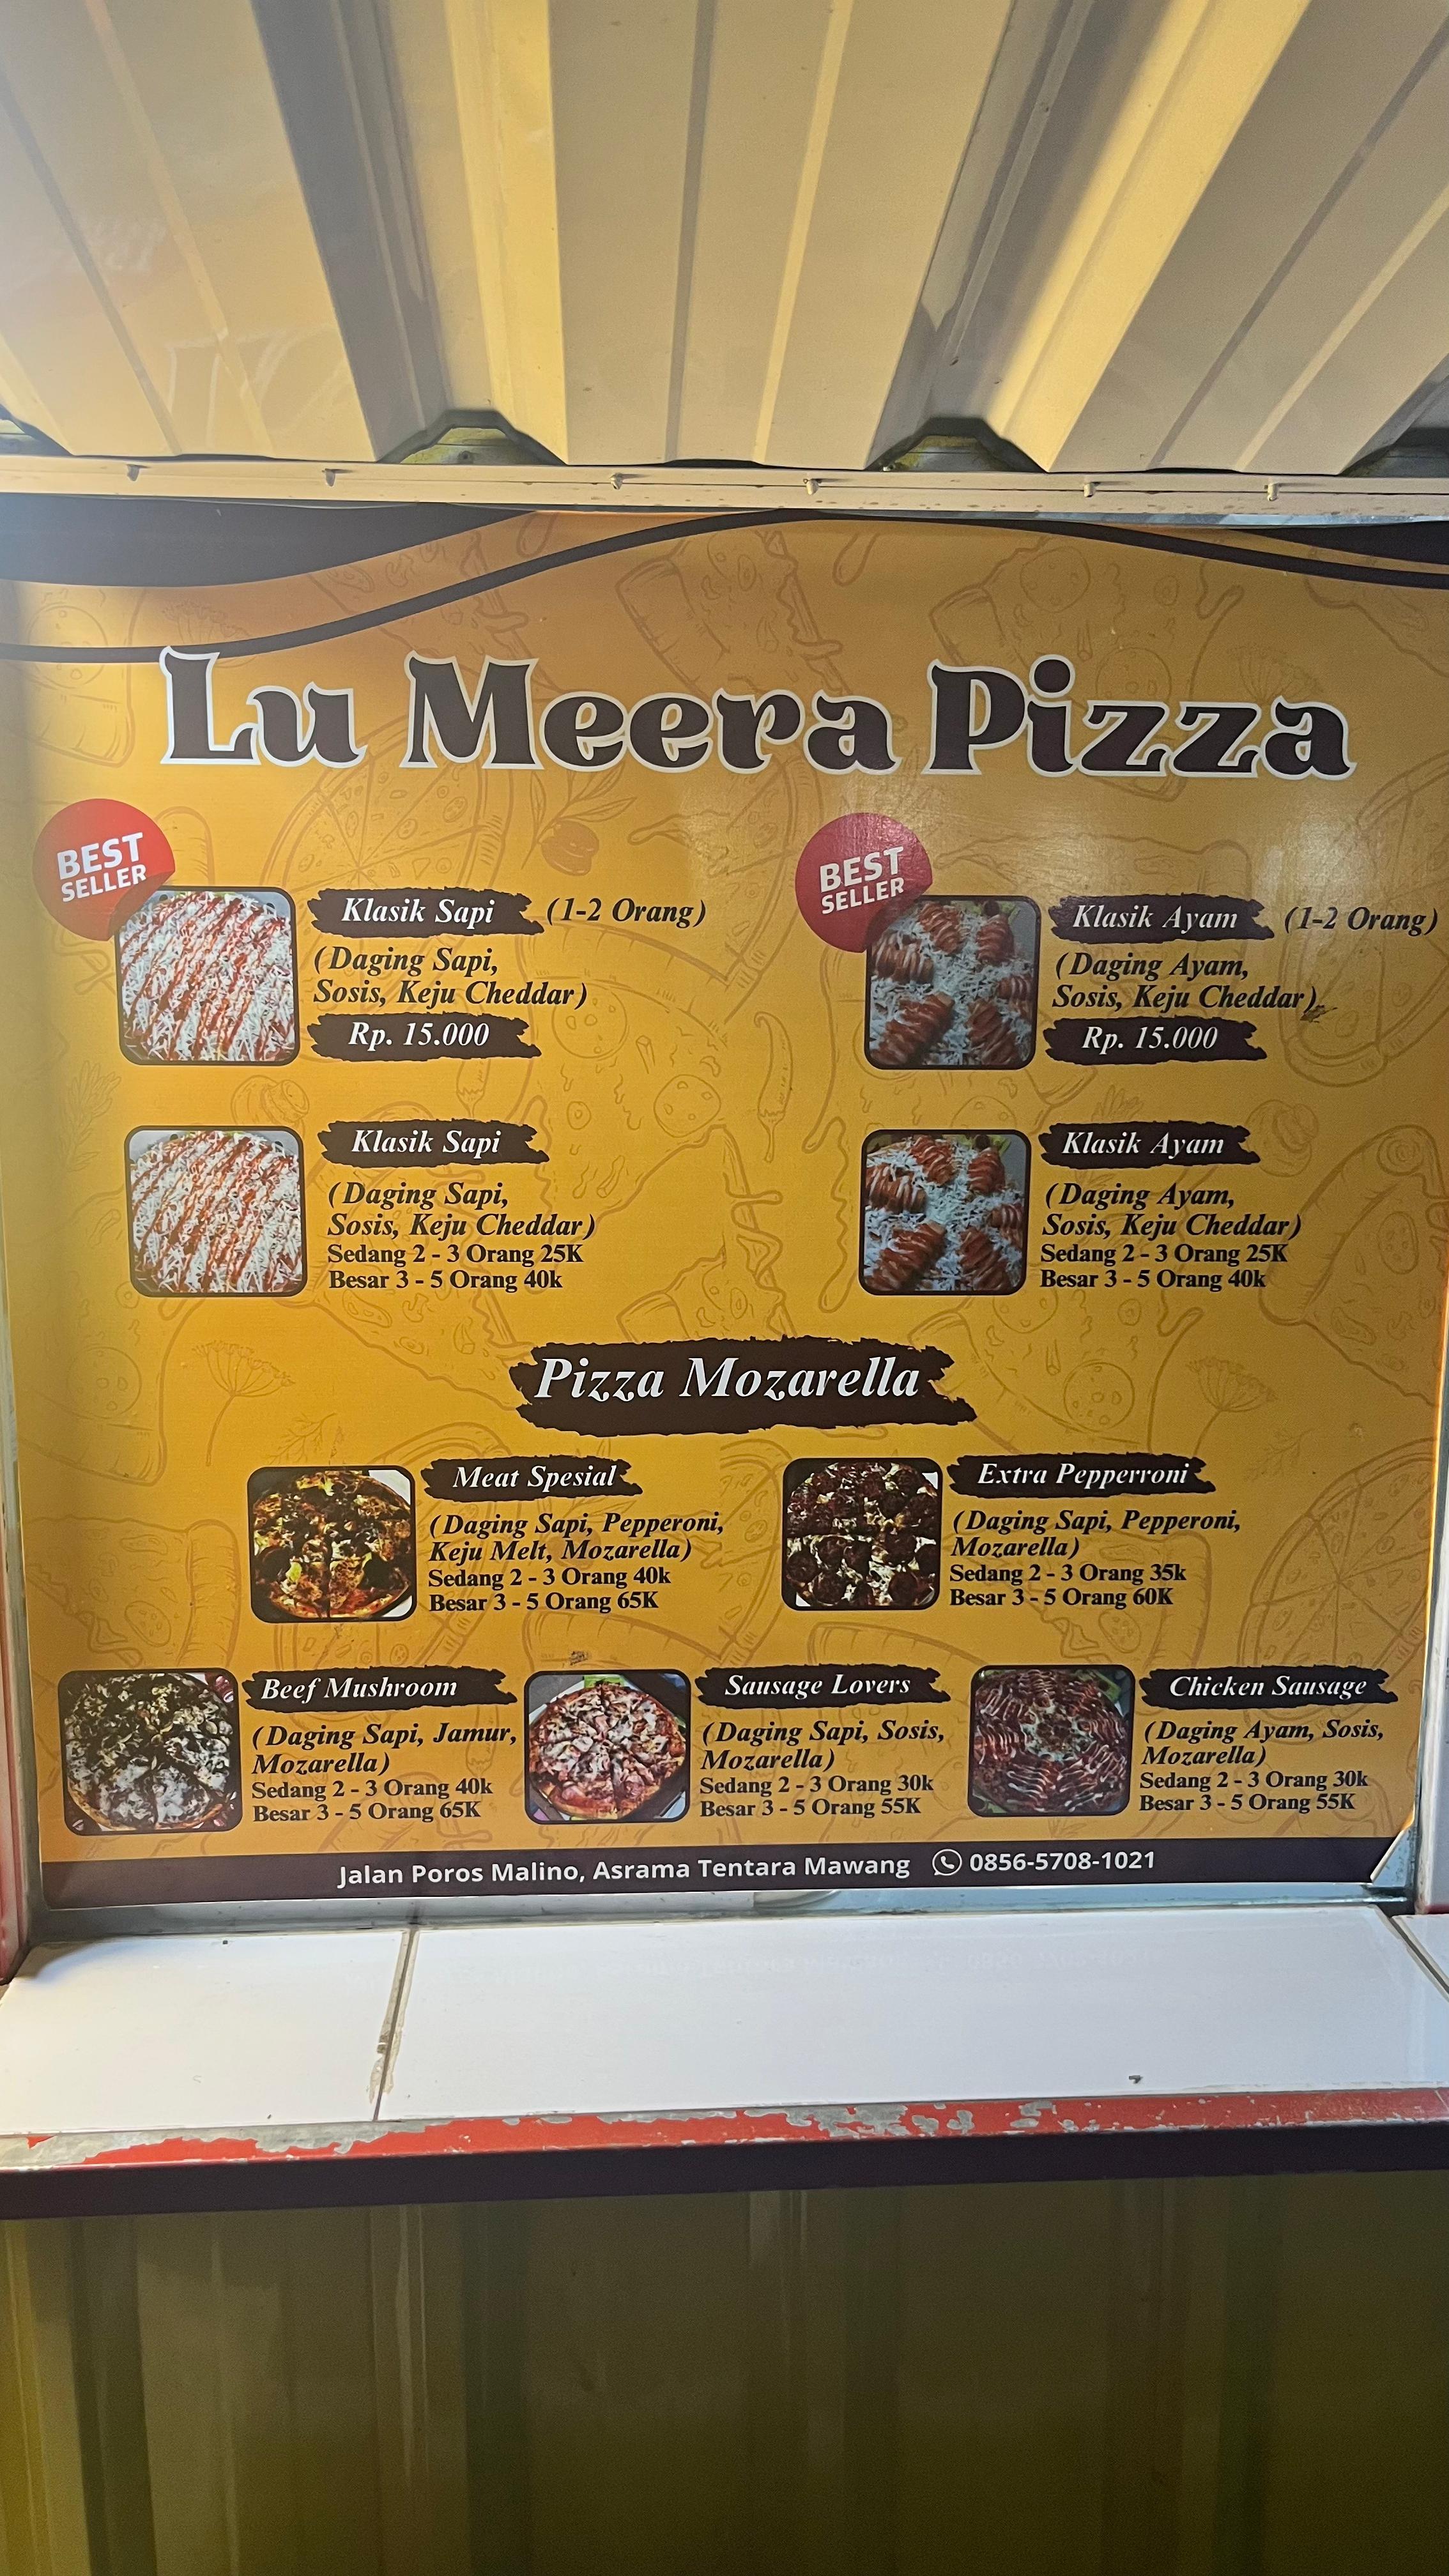 Lu Meera Pizza
BEST
SELLER
Klasik Sapi (1-2 Orang)
(Daging Sapi,
Sosis, Keju Cheddar)
Rp. 15.000
BEST
SELLER
Klasik Ayam (1-2 Orang)
(Daging Ayam,
Sosis, Keju Cheddar)
Rp. 15.000
Klasik Sapi
(Daging Sapi,
Sosis, Keju Cheddar)
Sedang 2 - 3 Orang 25K
Besar 3 - 5 Orang 40k
Klasik Ayam
(Daging Ayam,
Sosis, Keju Cheddar)
Sedang 2 - 3 Orang 25K
Besar 3 - 5 Orang 40k
Pizza Mozarella
Meat Spesial
(Daging Sapi, Pepperoni,
Keju Melt, Mozarella)
Sedang 2 - 3 Orang 40k
Besar 3 - 5 Orang 65K
Extra Pepperroni
(Daging Sapi, Pepperoni,
Mozarella)
Sedang 2 - 3 Orang 35k
Besar 3 - 5 Orang 60K
Beef Mushroom
(Daging Sapi, Jamur,
Mozarella)
Sedang 2 - 3 Orang 40k
Besar 3 - 5 Orang 65K
Sausage Lovers
(Daging Sapi, Sosis,
Mozarella)
Sedang 2 - 3 Orang 30k
Besar 3 - 5 Orang 55K
Chicken Sausage
(Daging Ayam, Sosis,
Mozarella)
Sedang 2 - 3 Orang 30k
Besar 3 - 5 Orang 55K
Jalan Poros Malino, Asrama Tentara Mawang 0856-5708-1021